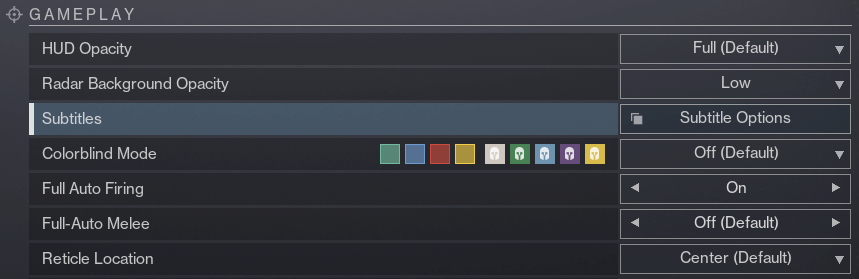 GAMEPLAY
HUD Opacity Full (Default)
Radar Background Opacity Low
Subtitles Subtitle Options
Colorblind Mode Off (Default)
Full Auto Firing On
Full-Auto Melee Off (Default)
Reticle Location Center (Default)